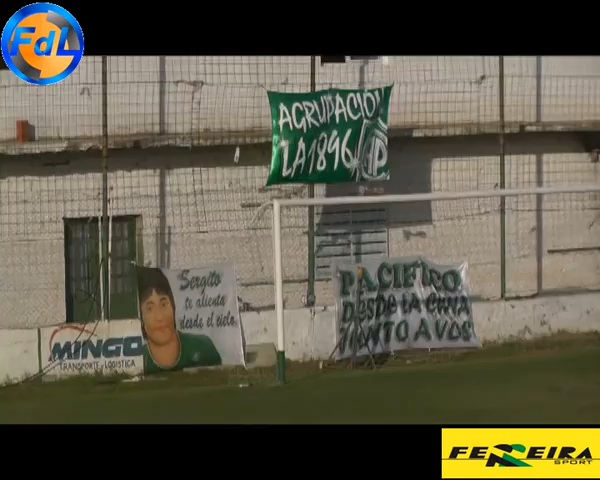 FdL
AGRUPACIÓN
LA 1896
Sergito
te alienta
desde el cielo
PACIFICO
DESDE LA CUNA
JUNTO A VOS
MINGO
TRANSPORTE Y LOGISTICA
FERREIRA
SPORT